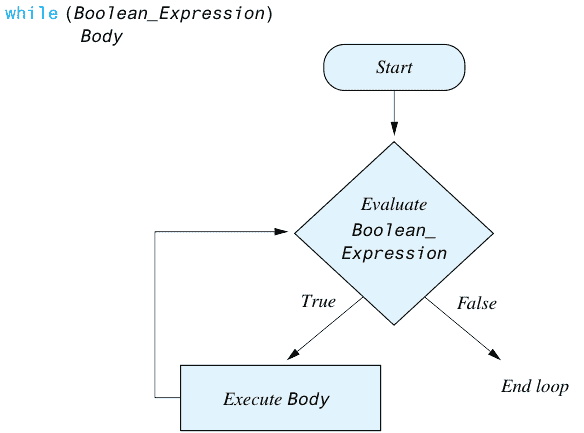 while (Boolean_Expression)
Body
Start
Evaluate
Boolean_
Expression
True
False
Execute Body
End loop